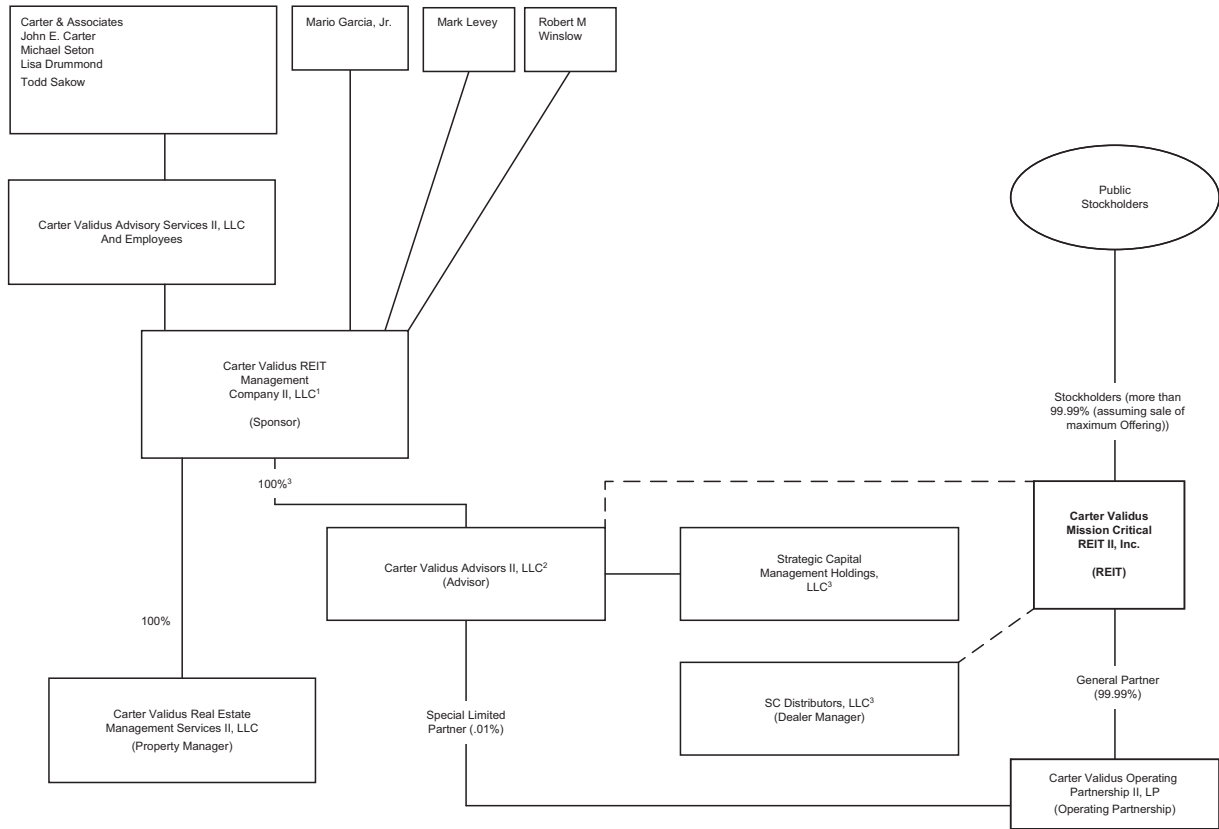 Carter & Associates
John E. Carter
Michael Seton
Lisa Drummond
Todd Sakow
Mario Garcia, Jr.
Mark Levey
Robert M
Winslow
Carter Validus Advisory Services II, LLC
And Employees
Public
Stockholders
Carter Validus REIT
Management
Company II, LLC¹
(Sponsor)
Stockholders (more than
99.99% (assuming sale of
maximum Offering))
100%³
Carter Validus Advisors II, LLC²
(Advisor)
Strategic Capital
Management Holdings,
LLC³
Carter Validus
Mission Critical
REIT II, Inc.
(REIT)
100%
Carter Validus Real Estate
Management Services II, LLC
(Property Manager)
Special Limited
Partner (.01%)
SC Distributors, LLC³
(Dealer Manager)
General Partner
(99.99%)
Carter Validus Operating
Partnership II, LP
(Operating Partnership)